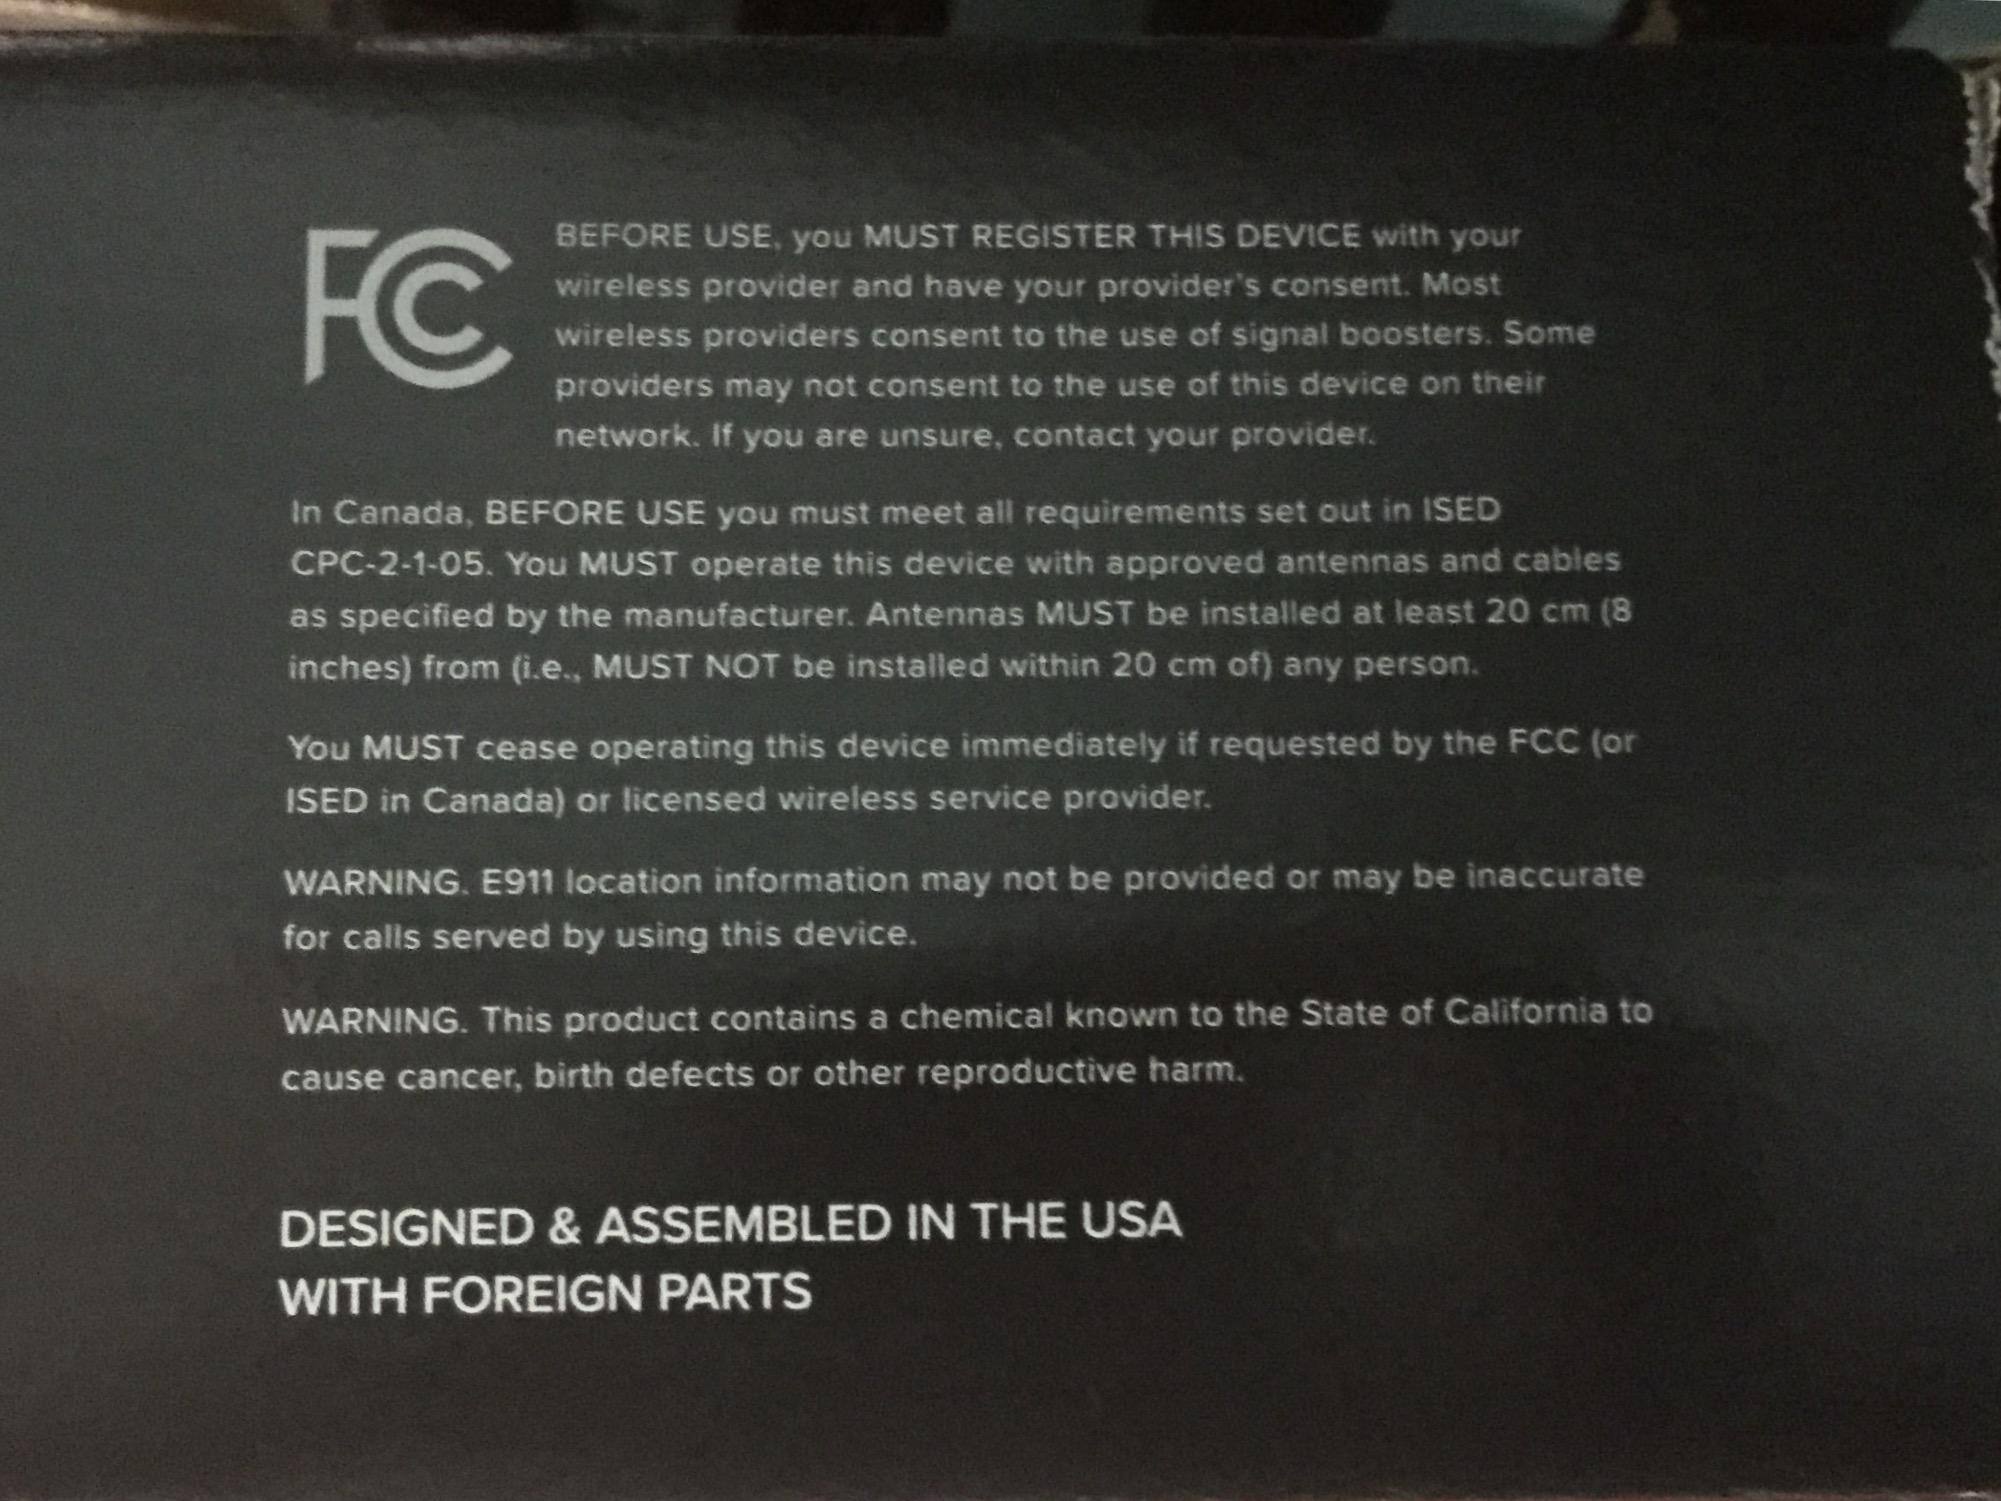 FCC
BEFORE USE, you MUST REGISTER THIS DEVICE with your
wireless provider and have your provider's consent. Most
wireless providers consent to the use of signal boosters. Some
providers may not consent to the use of this device on their
network. If you are unsure, contact your provider.
In Canada, BEFORE USE you must meet all requirements set out in ISED
CPC-2-1-05. You MUST operate this device with approved antennas and cables
as specified by the manufacturer. Antennas MUST be installed at least 20 cm (8
inches) from (i.e., MUST NOT be installed within 20 cm of) any person.
You MUST cease operating this device immediately if requested by the FCC (or
ISED in Canada) or licensed wireless service provider.
WARNING. E911 location information may not be provided or may be inaccurate
for calls served by using this device.
WARNING. This product contains a chemical known to the State of California to
cause cancer, birth defects or other reproductive harm.
DESIGNED & ASSEMBLED IN THE USA
WITH FOREIGN PARTS